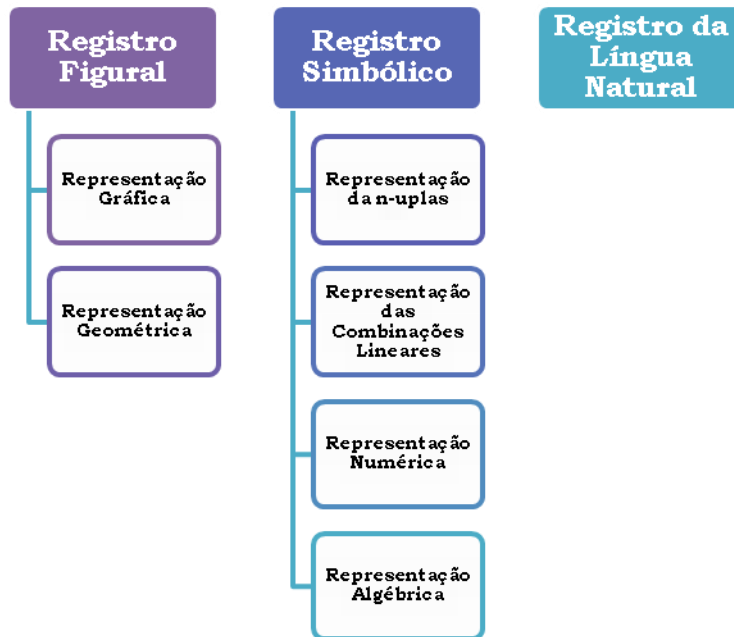 Registro
Figural
Representação
Gráfica
Representação
Geométrica
Registro
Simbólico
Representação
da n-uplas
Representação
das
Combinações
Lineares
Representação
Numérica
Representação
Algébrica
Registro da
Língua
Natural